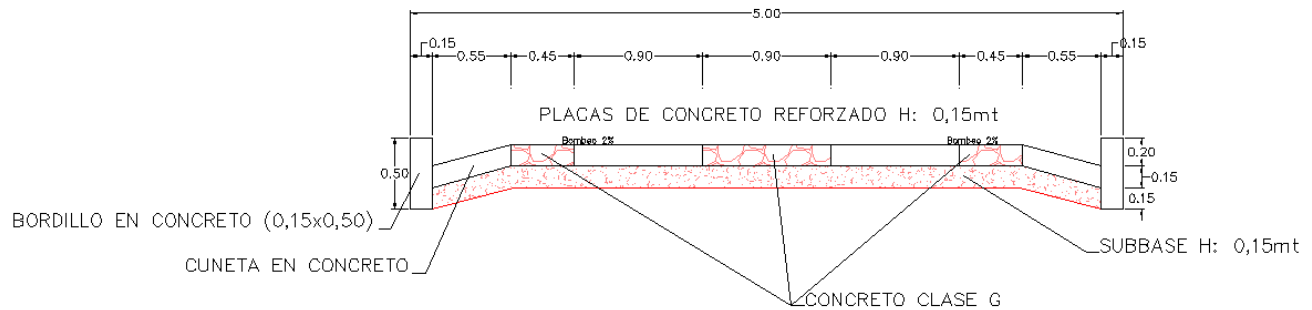 5.00
0.15
0.55
0.45
0.90
0.90
0.90
0.45
0.55
0.15
PLACAS DE CONCRETO REFORZADO H: 0,15mt
Bombeo 2%
Bombeo 2%
0.50
0.20
0.15
0.15
BORDILLO EN CONCRETO (0,15x0,50)
CUNETA EN CONCRETO
SUBBASE H: 0,15mt
CONCRETO CLASE G